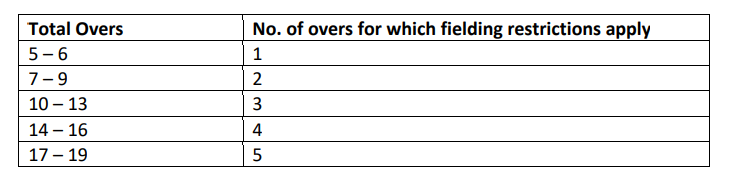 Total Overs No. of overs for which fielding restrictions apply
5 – 6 1
7 – 9 2
10 – 13 3
14 – 16 4
17 – 19 5